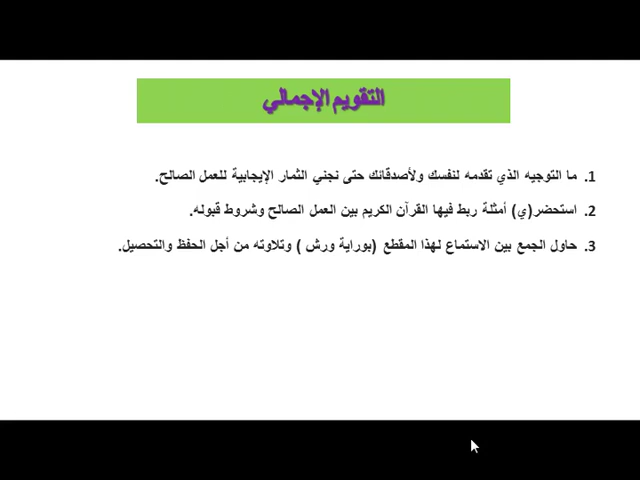 التقويم الإجمالي
1. ما التوجيه الذي تقدمه لنفسك ولأصدقائك حتى نجني الثمار الإيجابية للعمل الصالح.
2. استحضر(ي) أمثلة ربط فيها القرآن الكريم بين العمل الصالح وشروط قبوله.
3. حاول الجمع بين الاستماع لهذا المقطع (بوراية ورش ) وتلاوته من أجل الحفظ والتحصيل.